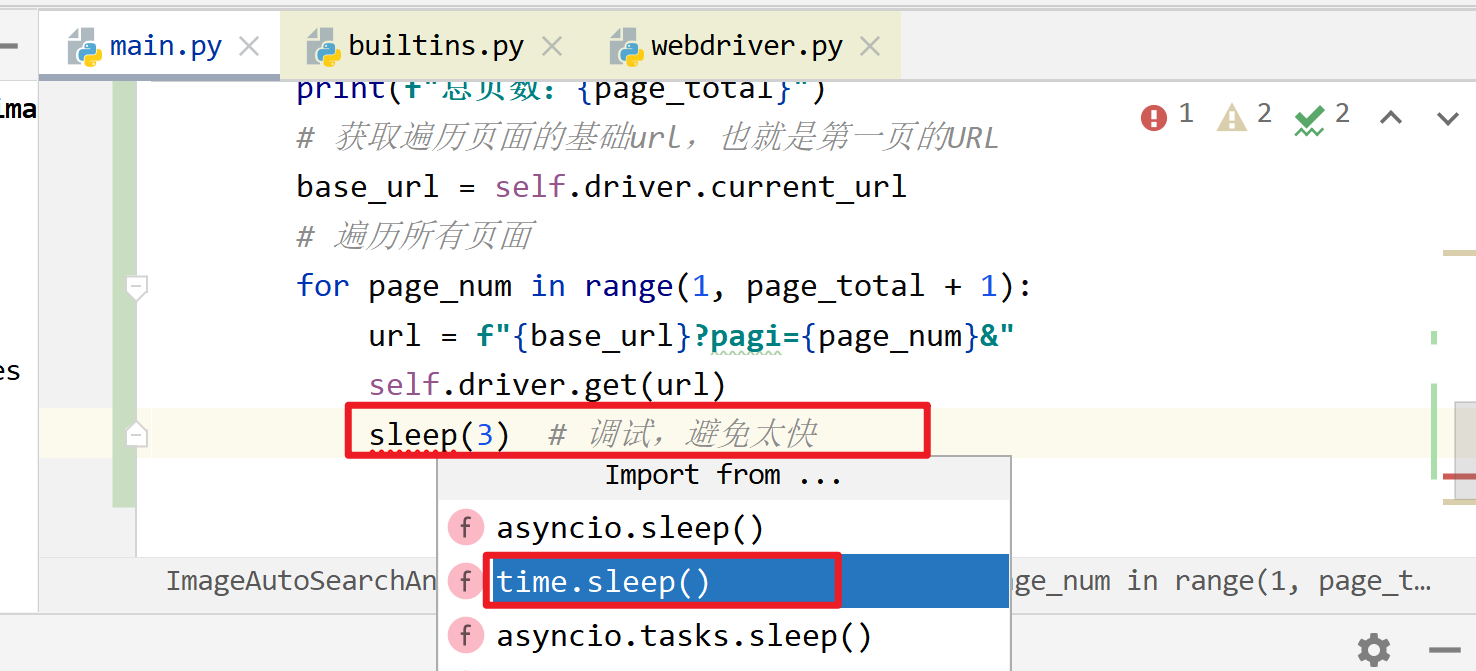 main.py
builtins.py
webdriver.py
ima
print(f"总页数: {page_total}")
1
2
2
# 获取遍历页面的基础url，也就是第一页的URL
base_url = self.driver.current_url
# 遍历所有页面
for page_num in range(1, page_total + 1):
url = f"{base_url}?pagi={page_num}&"
es
self.driver.get(url)
sleep(3) # 调试，避免太快
Import from ...
f asyncio.sleep()
f time.sleep()
f asyncio.tasks.sleep()
ImageAutoSearchAn
ge_num in range(1, page_t…